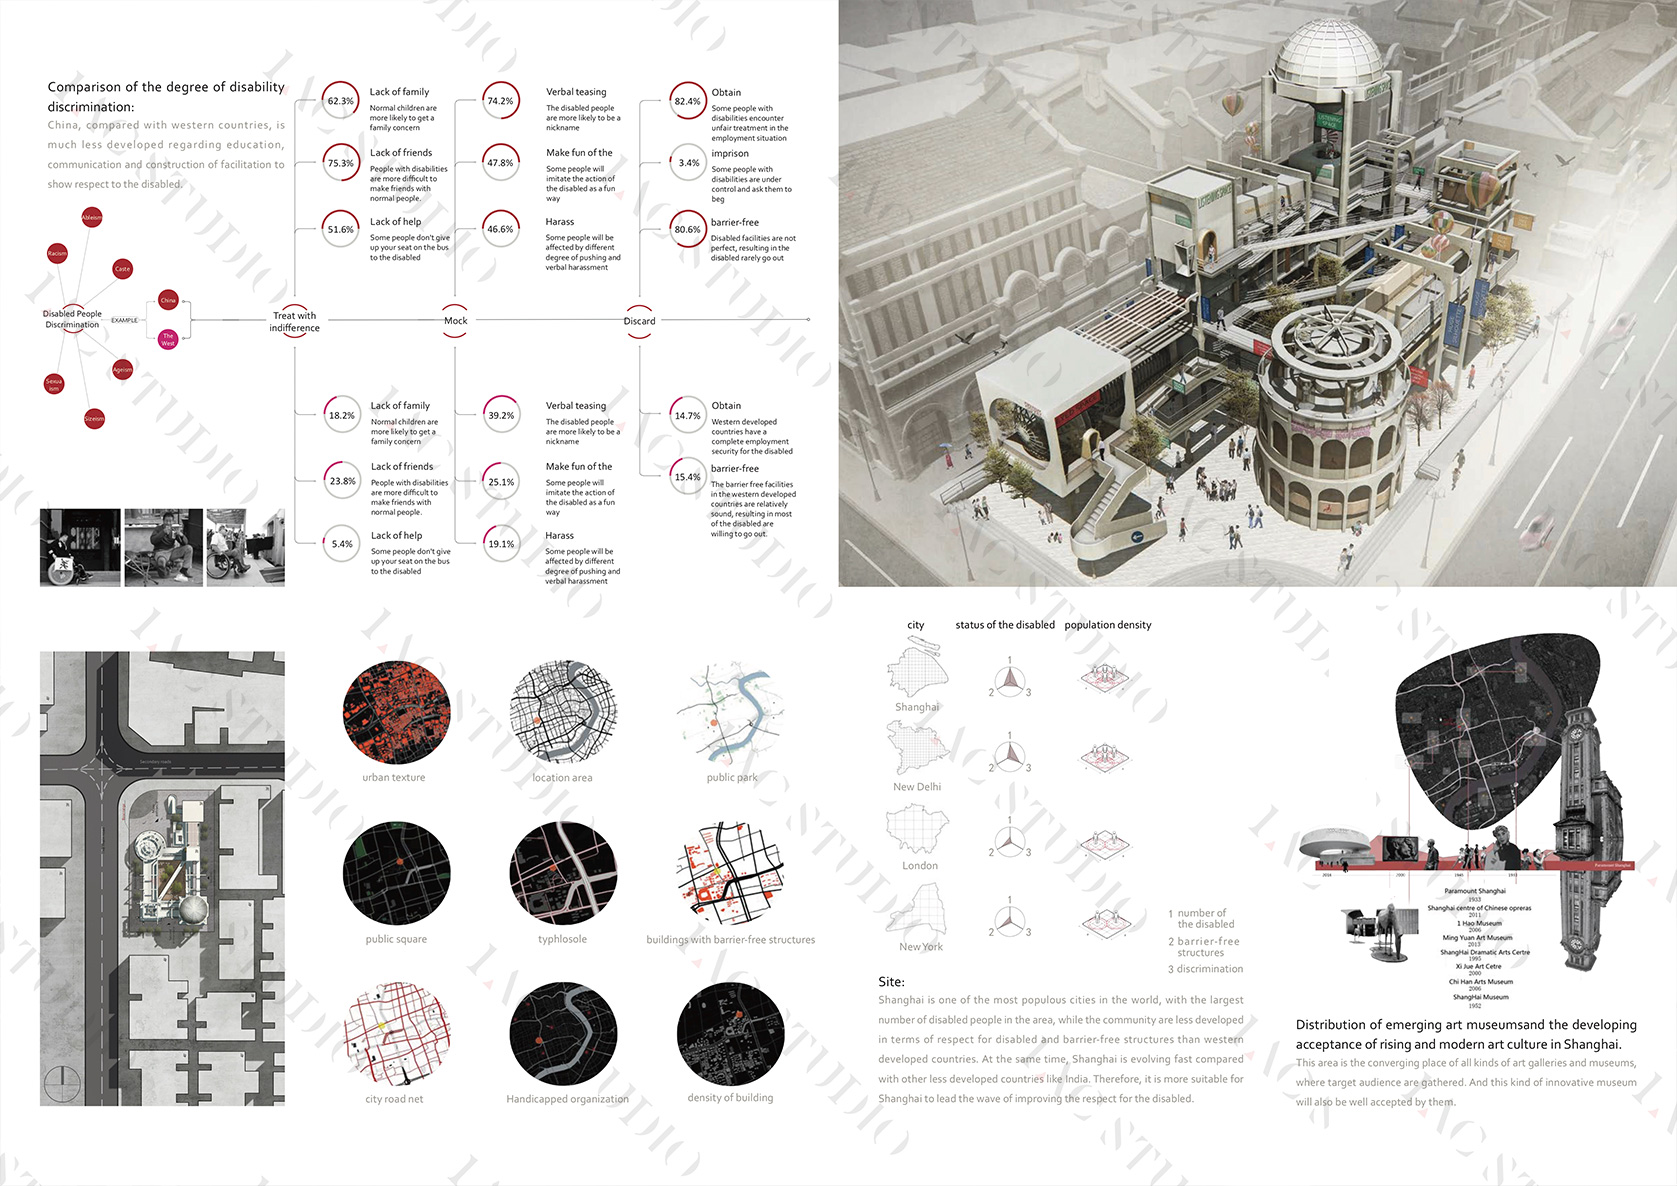 Comparison of the degree of disability
discrimination:
China, compared with western countries, is
much less developed regarding education,
communication and construction of facilitation to
show respect to the disabled.
Ableism
Racism
Caste
China
Disabled People
Discrimination
EXAMPLE
The
West
Ageism
Sexua
ism
Sizeism
Treat with
indifference
Mock
Discard
62.3%
Lack of family
Normal children are
more likely to get a
family concern
75.3%
Lack of friends
People with disabilities
are more difficult to
make friends with
normal people.
51.6%
Lack of help
Some people don't give
up your seat on the bus
to the disabled
74.2%
Verbal teasing
The disabled people
are more likely to be a
nickname
47.8%
Make fun of the
Some people will
imitate the action of
the disabled as a fun
way
46.6%
Harass
Some people will be
affected by different
degree of pushing and
verbal harassment
82.4%
Obtain
Some people with
disabilities encounter
unfair treatment in the
employment situation
3.4%
imprison
Some people with
disabilities are under
control and ask them to
beg
80.6%
barrier-free
Disabled facilities are not
perfect, resulting in the
disabled rarely go out
18.2%
Lack of family
Normal children are
more likely to get a
family concern
23.8%
Lack of friends
People with disabilities
are more difficult to
make friends with
normal people.
5.4%
Lack of help
Some people don't give
up your seat on the bus
to the disabled
39.2%
Verbal teasing
The disabled people
are more likely to be a
nickname
25.1%
Make fun of the
Some people will
imitate the action of
the disabled as a fun
way
19.1%
Harass
Some people will be
affected by different
degree of pushing and
verbal harassment
14.7%
Obtain
Western developed
countries have a
complete employment
security for the disabled
15.4%
barrier-free
The barrier free facilities
in the western developed
countries are relatively
sound, resulting in most
of the disabled are
willing to go out.
LISTENING
SPACE
LISTENING SPACE
Secondary roads
urban texture
location area
public park
public square
typhlosole
buildings with barrier-free structures
city road net
Handicapped organization
density of building
city
status of the disabled
population density
1
2
3
Shanghai
1
2
3
New Delhi
1
2
3
London
1
2
3
New York
1 number of
the disabled
2 barrier-free
structures
3 discrimination
Site:
Shanghai is one of the most populous cities in the world, with the largest
number of disabled people in the area, while the community are less developed
in terms of respect for disabled and barrier-free structures than western
developed countries. At the same time, Shanghai is evolving fast compared
with other less developed countries like India. Therefore, it is more suitable for
Shanghai to lead the wave of improving the respect for the disabled.
Paramount Shanghai
Paramount Shanghai
1933
Shanghai centre of Chinese opreras
2011
1 Hao Museum
2006
Ming Yuan Art Museum
2013
ShangHai Dramatic Arts Certre
1995
Xi Jue Art Cetre
2000
Chi Han Arts Museum
2006
ShangHai Museum
1952
Distribution of emerging art museumsand the developing
acceptance of rising and modern art culture in Shanghai.
This area is the converging place of all kinds of art galleries and museums,
where target audience are gathered. And this kind of innovative museum
will also be well accepted by them.